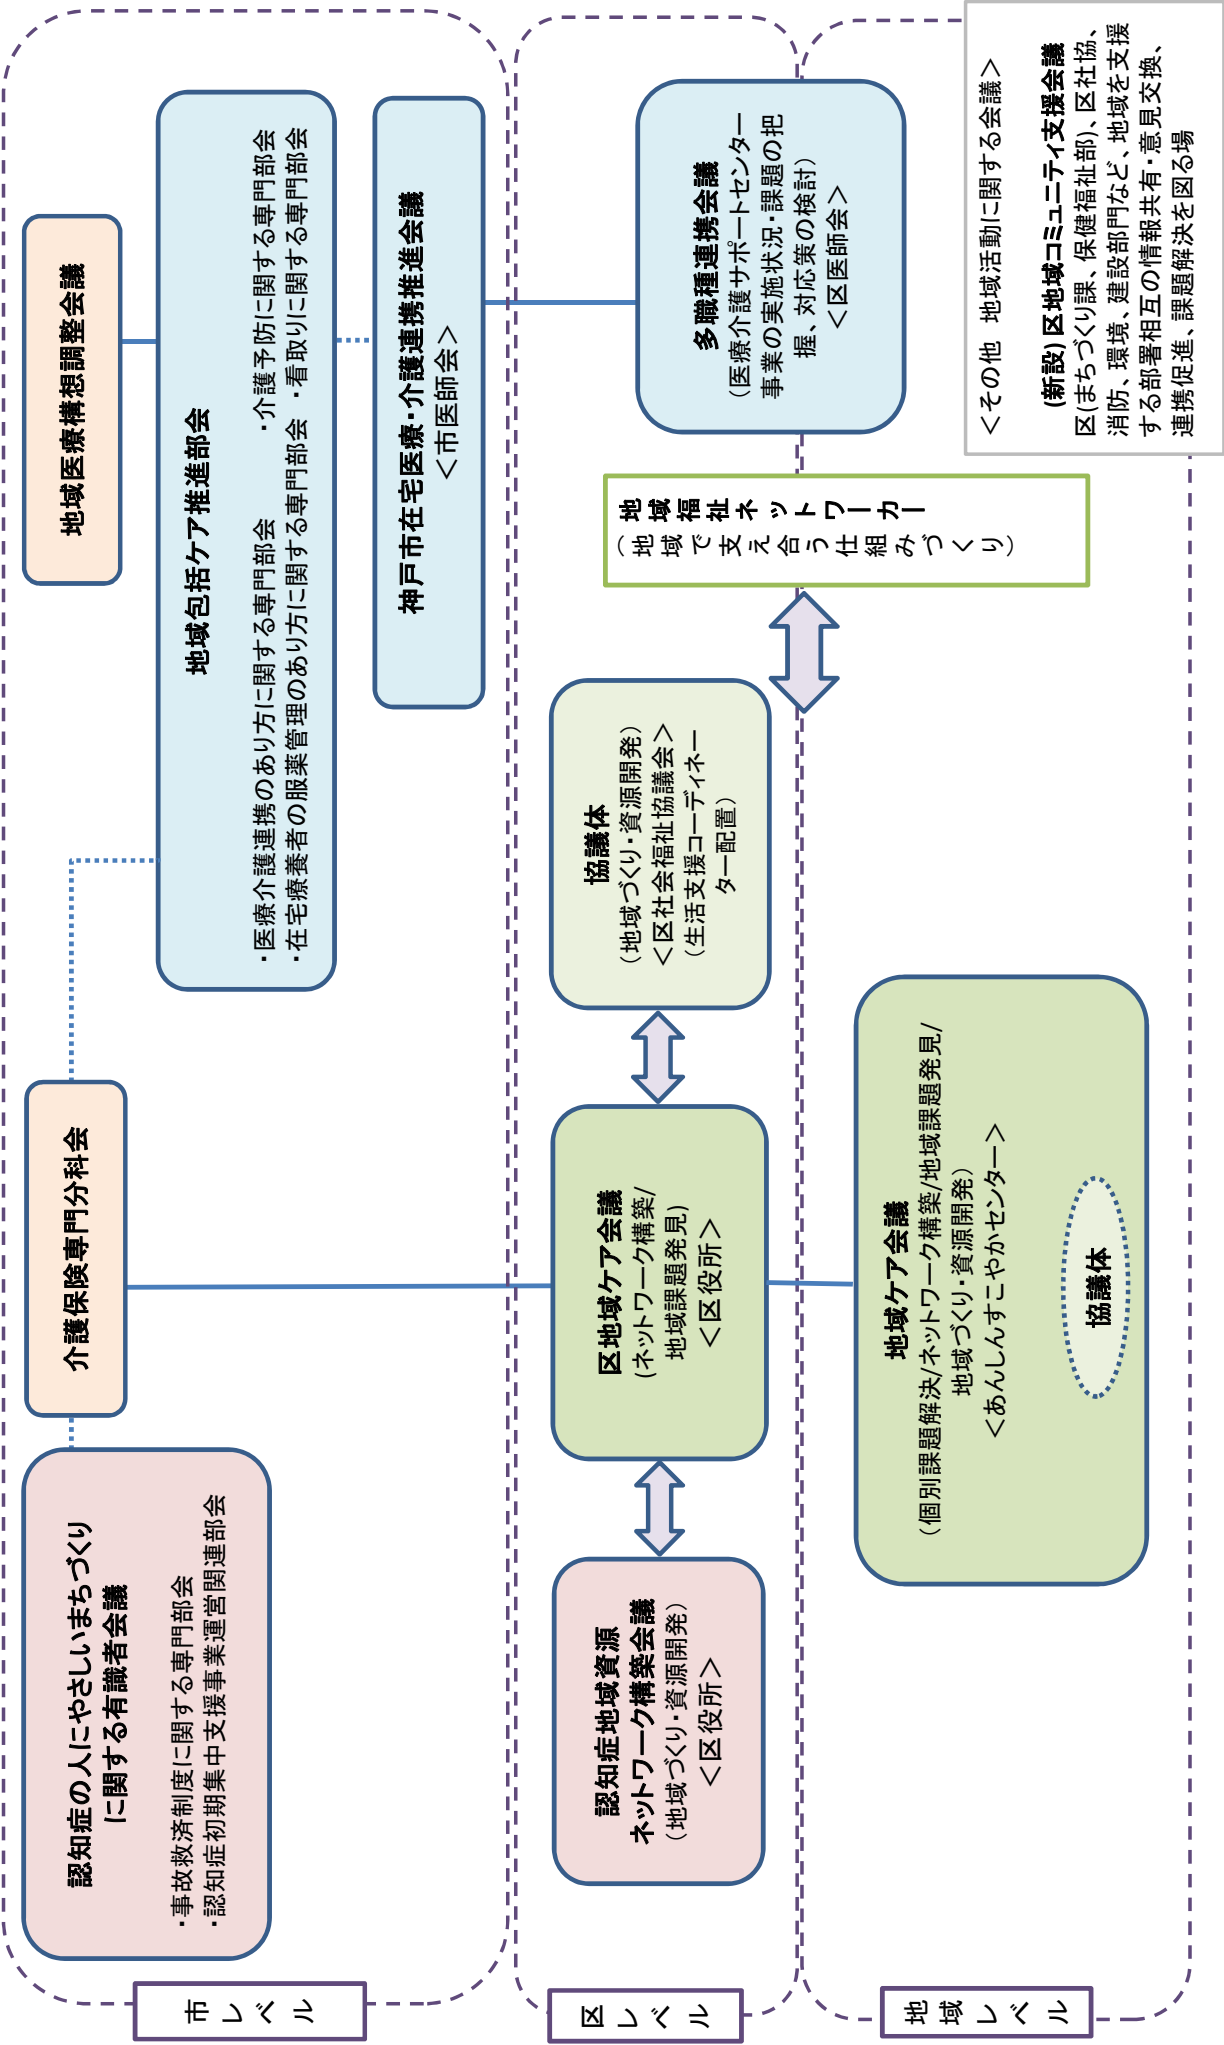 市レベル
認知症の人にやさしいまちづくり
に関する有識者会議
・事故救済制度に関する専門部会
・認知症初期集中支援事業運営関連部会
介護保険専門分科会
地域医療構想調整会議
地域包括ケア推進部会
・医療介護連携のあり方に関する専門部会　・介護予防に関する専門部会
・在宅療養者の服薬管理のあり方に関する専門部会　・看取りに関する専門部会
神戸市在宅医療・介護連携推進会議
＜市医師会＞
区レベル
認知症地域資源
ネットワーク構築会議
（地域づくり・資源開発）
＜区役所＞
区地域ケア会議
(ネットワーク構築/
地域課題発見)
＜区役所＞
協議体
（地域づくり・資源開発）
＜区社会福祉協議会＞
（生活支援コーディネー
ター配置）
地域福祉ネットワーカー
（地域で支え合う仕組みづくり）
多職種連携会議
（医療介護サポートセンター
事業の実施状況・課題の把
握、対応策の検討）
＜区医師会＞
地域レベル
地域ケア会議
（個別課題解決/ネットワーク構築/地域課題発見/
地域づくり・資源開発）
＜あんしんすこやかセンター＞
協議体
＜その他 地域活動に関する会議＞
(新設) 区地域コミュニティ支援会議
区(まちづくり課、保健福祉部)、区社協、
消防、環境、建設部門など、地域を支援
する部署相互の情報共有・意見交換、
連携促進、課題解決を図る場